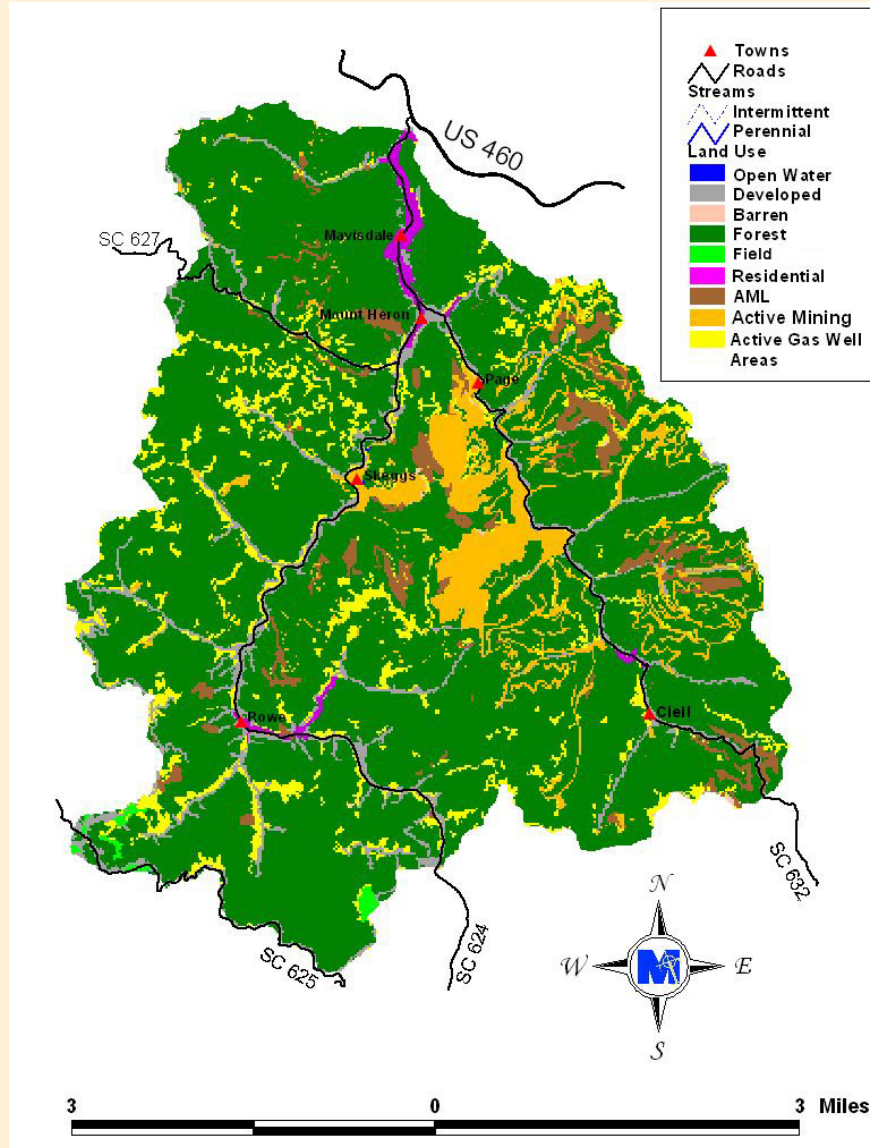 Towns
Roads
Streams
Intermittent
Perennial
Land Use
Open Water
Developed
Barren
Forest
Field
Residential
AML
Active Mining
Active Gas Well
Areas
US 460
Mavisdale
SC 627
Mount Heron
Page
Skeggs
Rowe
Clell
SC 632
SC 624
SC 625
N
W
E
S
M
3 0 3 Miles